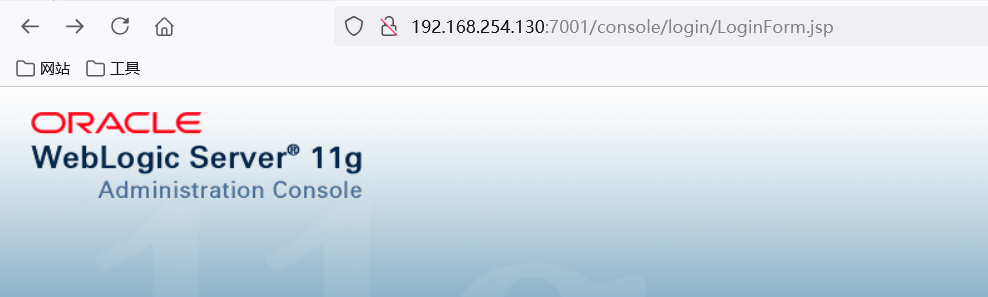 192.168.254.130:7001/console/login/LoginForm.jsp
网站 工具
ORACLE
WebLogic Server® 11g
Administration Console
11g